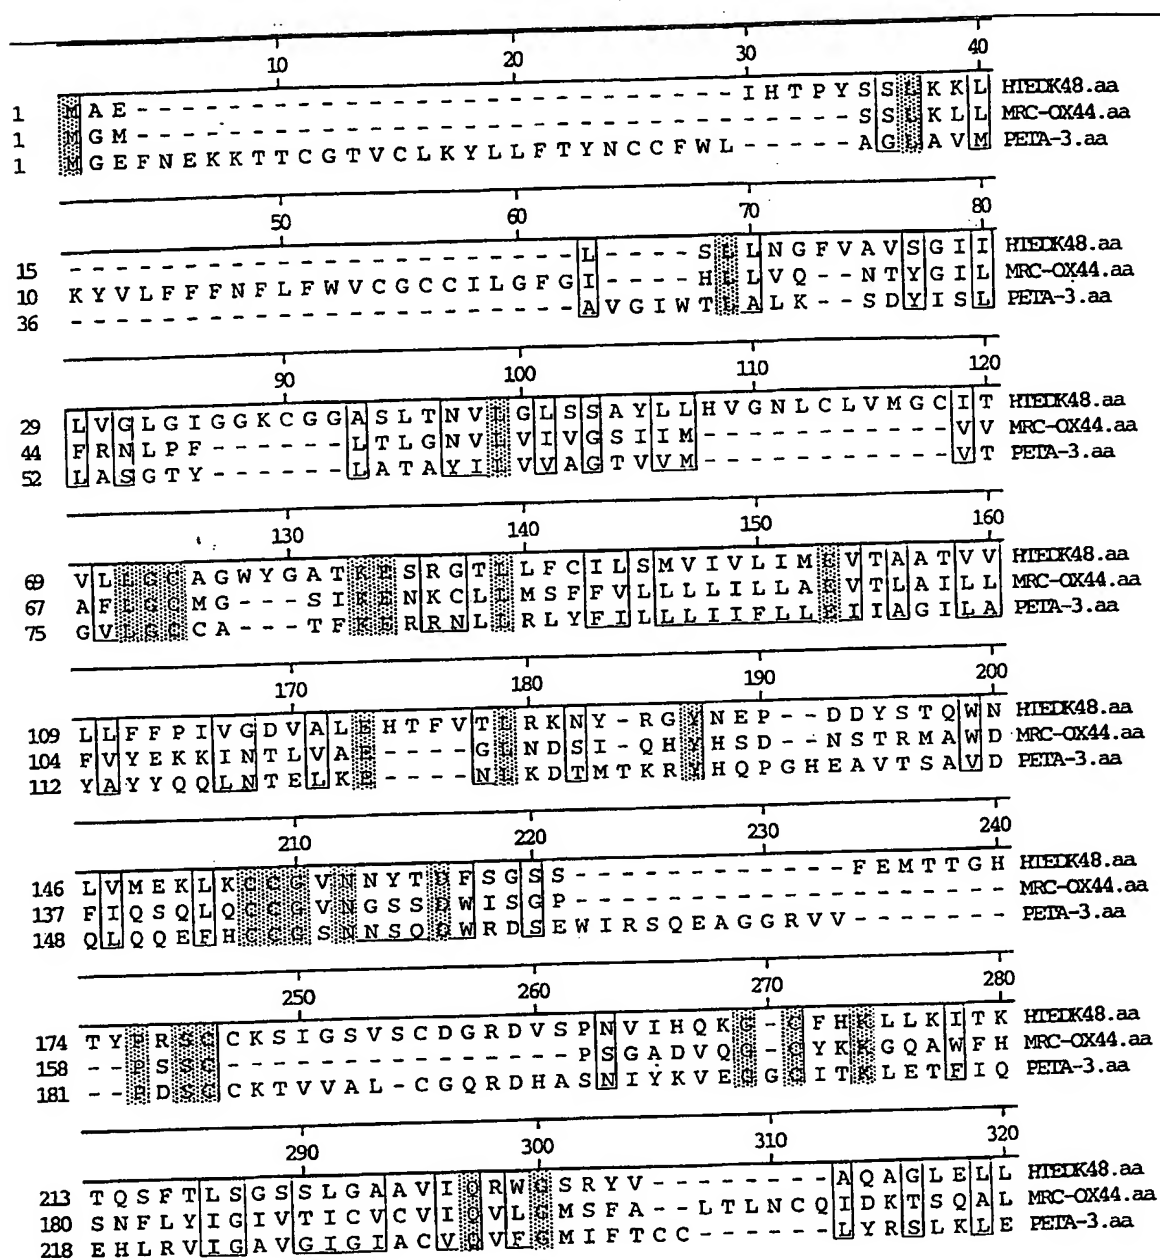 10 20 30 40
1 M A E - - - - - - - - - - - - - - - - - - - - - - - - - - I H T P Y S S L K K L HTEDK48.aa
1 M G M - - - - - - - - - - - - - - - - - - - - - - - - - - - - - - - S S L K L L MRC-OX44.aa
1 M G E F N E K K T T C G T V C L K Y L L F T Y N C C F W L - - - - - A G L A V M PETA-3.aa
50 60 70 80
15 - - - - - - - - - - - - - - - - - - - - - - L - - - - S L L N G F V A V S G I I HTEDK48.aa
10 K Y V L F F F N F L F W V C G C C I L G F G I - - - - H L L V Q - - N T Y G I L MRC-OX44.aa
36 - - - - - - - - - - - - - - - - - - - - - - A V G I W T L A L K - - S D Y I S L PETA-3.aa
90 100 110 120
29 L V G L G I G G K C G G A S L T N V L G L S S A Y L L H V G N L C L V M G C I T HTEDK48.aa
44 F R N L P F - - - - - - L T L G N V L V I V G S I I M - - - - - - - - - - - V V MRC-OX44.aa
52 L A S G T Y - - - - - - L A T A Y I L V V A G T V V M - - - - - - - - - - - V T PETA-3.aa
130 140 150 160
69 V L L G C A G W Y G A T K E S R G T L L F C I L S M V I V L I M E V T A A T V V HTEDK48.aa
67 A F L G C M G - - - S I K E N K C L L M S F F V L L L L I L L A E V T L A I L L MRC-OX44.aa
75 G V L G C C A - - - T F K E R R N L L R L Y F I L L L I I F L L E I I A G I L A PETA-3.aa
170 180 190 200
109 L L F F P I V G D V A L E H T F V T L R K N Y - R G Y N E P - - D D Y S T Q W N HTEDK48.aa
104 F V Y E K K I N T L V A E - - - - G L N D S I - Q H Y H S D - - N S T R M A W D MRC-OX44.aa
112 Y A Y Y Q Q L N T E L K E - - - - N L K D T M T K R Y H Q P G H E A V T S A V D PETA-3.aa
210 220 230 240
146 L V M E K L K C C G V N N Y T D F S G S S - - - - - - - - - - - - F E M T T G H HTEDK48.aa
137 F I Q S Q L Q C C G V N G S S D W I S G P - - - - - - - - - - - - - - - - - - - MRC-OX44.aa
148 Q L Q Q E F H C C G S N N S Q D W R D S E W I R S Q E A G G R V V - - - - - - - PETA-3.aa
250 260 270 280
174 T Y P R S C C K S I G S V S C D G R D V S P N V I H Q K G - C F H K L L K I T K HTEDK48.aa
158 - - P S S C - - - - - - - - - - - - - - - P S G A D V Q G - C Y K K G Q A W F H MRC-OX44.aa
181 - - P D S C C K T V V A L - C G Q R D H A S N I Y K V E G G C I T K L E T F I Q PETA-3.aa
290 300 310 320
213 T Q S F T L S G S S L G A A V I Q R W G S R Y V - - - - - - - - A Q A G L E L L HTEDK48.aa
180 S N F L Y I G I V T I C V C V I Q V L G M S F A - - L T L N C Q I D K T S Q A L MRC-OX44.aa
218 E H L R V I G A V G I G I A C V Q V F G M I F T C C - - - - - - L Y R S L K L E PETA-3.aa